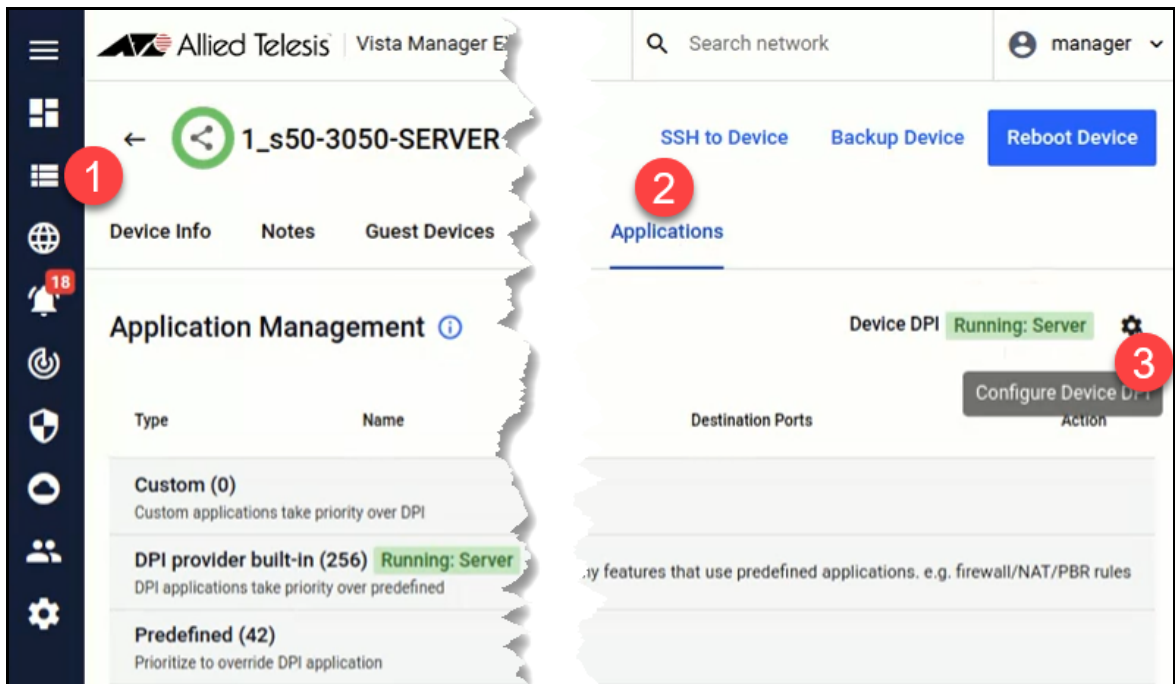 Allied Telesis Vista Manager E
Search network
manager
1_s50-3050-SERVER
SSH to Device
Backup Device
Reboot Device
1
2
Device Info
Notes
Guest Devices
Applications
18
Application Management
Device DPI Running: Server
3
Configure Device
Type
Name
Destination Ports
Action
Custom (0)
Custom applications take priority over DPI
DPI provider built-in (256) Running: Server
DPI applications take priority over predefined
ny features that use predefined applications. e.g. firewall/NAT/PBR rules
Predefined (42)
Prioritize to override DPI application